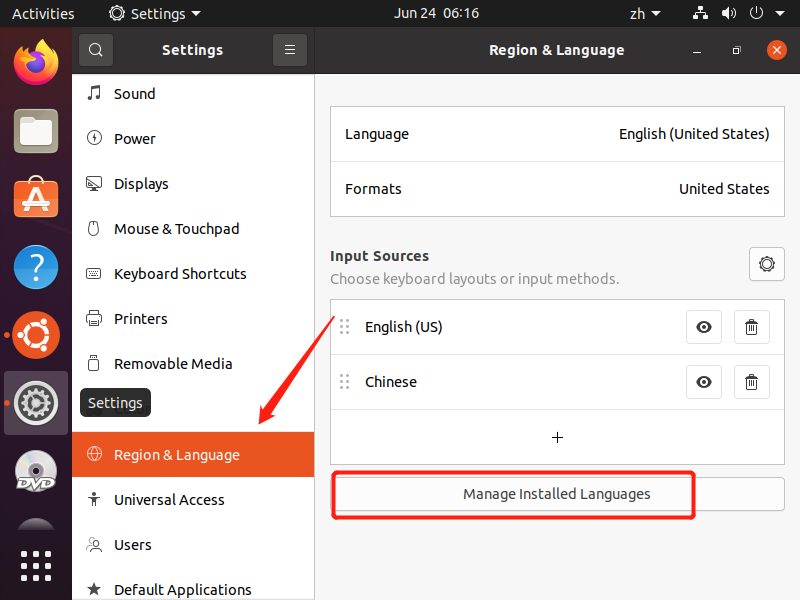 Activities Settings Jun 24 06:16 zh
Settings Region & Language
Sound
Power
Displays
Mouse & Touchpad
Keyboard Shortcuts
Printers
Removable Media
Settings
Region & Language
Universal Access
Users
Default Applications
Language English (United States)
Formats United States
Input Sources
Choose keyboard layouts or input methods.
English (US)
Chinese
Manage Installed Languages
DVD